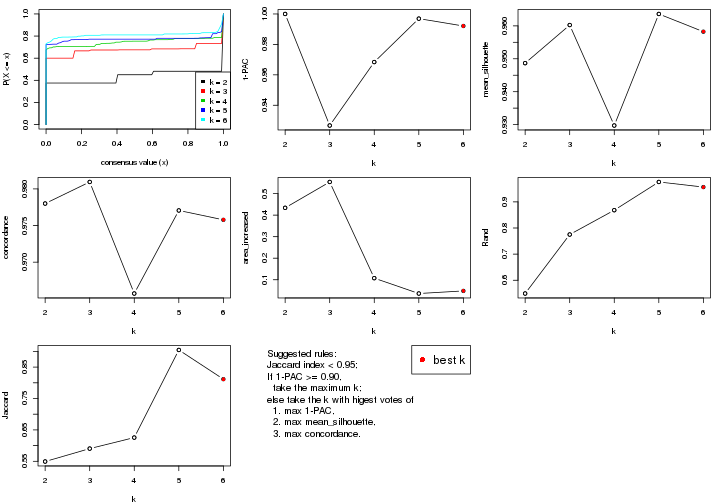 P(X <= x)
0.0 0.2 0.4 0.6 0.8 1.0
k = 2
k = 3
k = 4
k = 5
k = 6
0.0 0.2 0.4 0.6 0.8 1.0
consensus value (x)
1-PAC
0.94 0.96 0.98 1.00
2 3 4 5 6
k
mean_silhouette
0.930 0.940 0.950 0.960
2 3 4 5 6
k
concordance
0.970 0.975 0.980
2 3 4 5 6
k
area_increased
0.1 0.2 0.3 0.4 0.5
2 3 4 5 6
k
Rand
0.6 0.7 0.8 0.9
2 3 4 5 6
k
Jaccard
0.55 0.65 0.75 0.85
2 3 4 5 6
k
Suggested rules:
Jaccard index < 0.95;
If 1-PAC >= 0.90,
take the maximum k;
else take the k with higest votes of
1. max 1-PAC,
2. max mean_silhouette,
3. max concordance.
best k